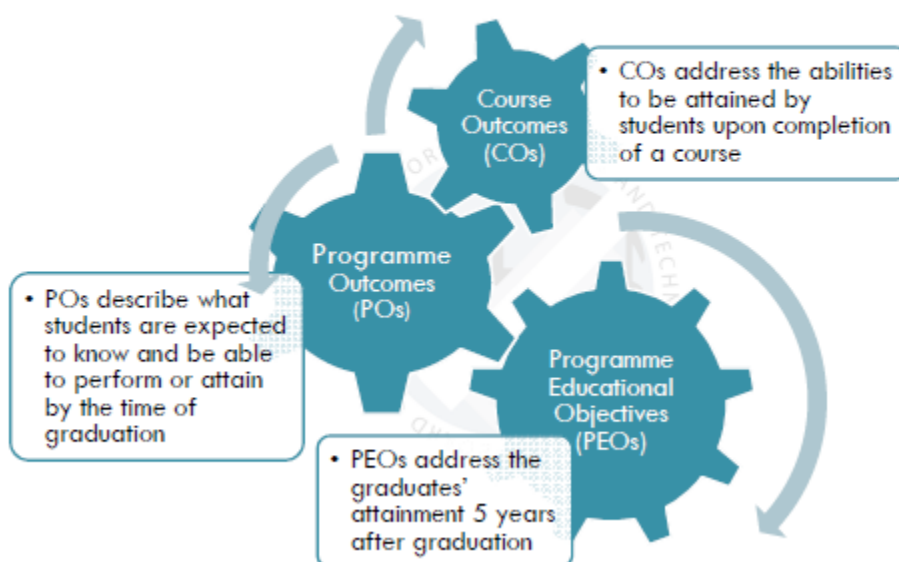 Course
Outcomes
(COs)
• COs address the abilities
to be attained by
students upon completion
of a course
Programme
Outcomes
(POs)
• POs describe what
students are expected
to know and be able
to perform or attain
by the time of
graduation
Programme
Educational
Objectives
(PEOs)
• PEOs address the
graduates'
attainment 5 years
after graduation